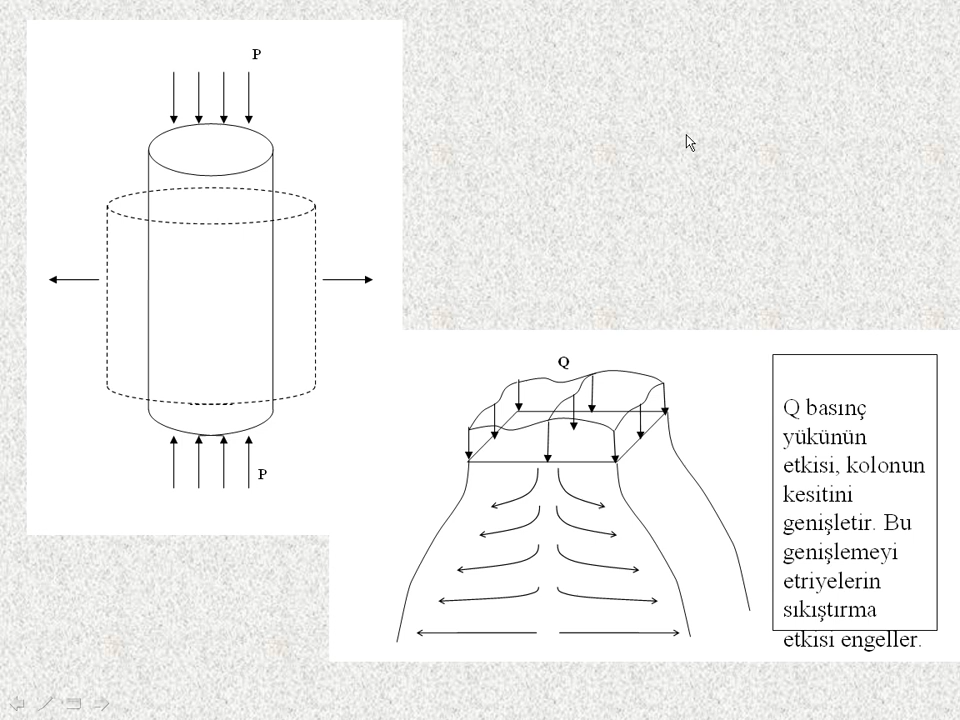 P
P
Q
Q basınç
yükünün
etkisi, kolonun
kesitini
genişletir. Bu
genişlemeyi
etriyelerin
sıkıştırma
etkisi engeller.